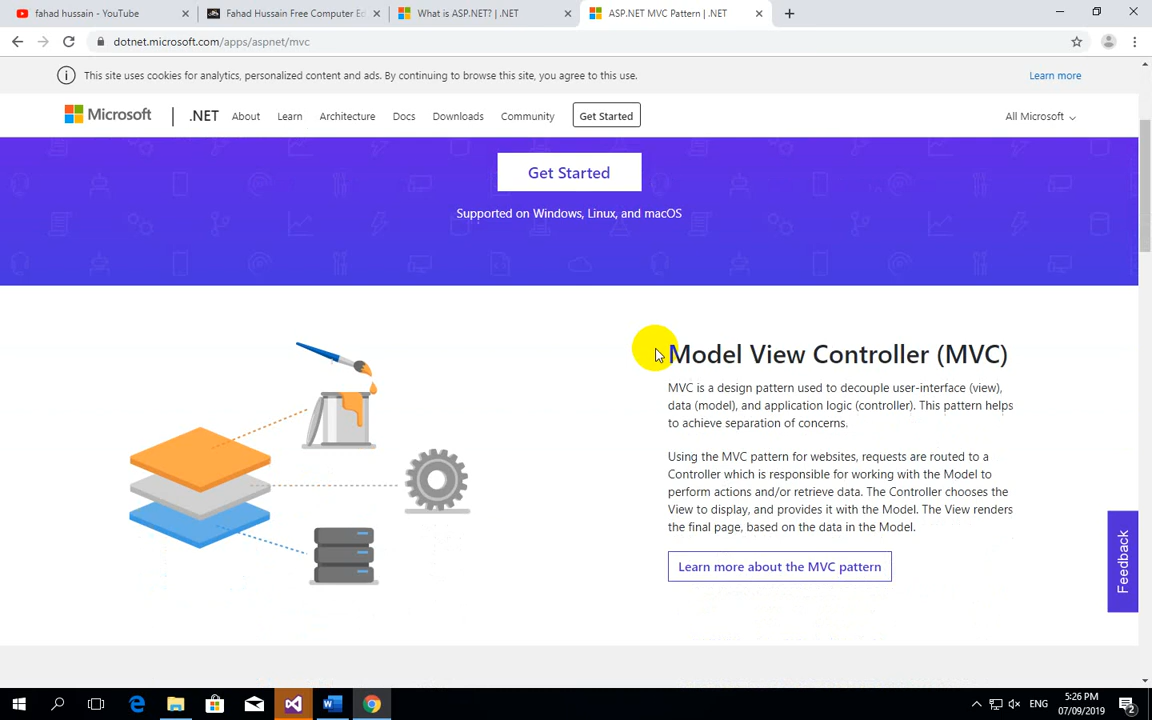 fahad hussain - YouTube
Fahad Hussain Free Computer Ed
What is ASP.NET? | .NET
ASP.NET MVC Pattern | .NET
dotnet.microsoft.com/apps/aspnet/mvc
This site uses cookies for analytics, personalized content and ads. By continuing to browse this site, you agree to this use.
Learn more
Microsoft | .NET About Learn Architecture Docs Downloads Community Get Started All Microsoft
Get Started
Supported on Windows, Linux, and macOS
Model View Controller (MVC)
MVC is a design pattern used to decouple user-interface (view),
data (model), and application logic (controller). This pattern helps
to achieve separation of concerns.
Using the MVC pattern for websites, requests are routed to a
Controller which is responsible for working with the Model to
perform actions and/or retrieve data. The Controller chooses the
View to display, and provides it with the Model. The View renders
the final page, based on the data in the Model.
Learn more about the MVC pattern
Feedback
ENG
5:26 PM
07/09/2019
2